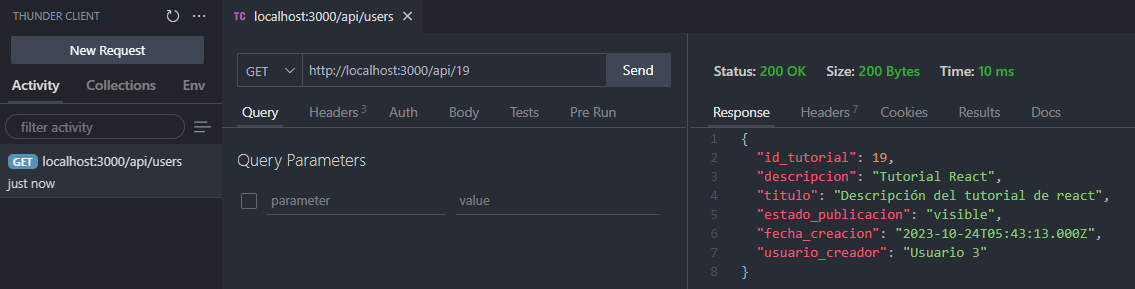 THUNDER CLIENT
New Request
Activity Collections Env
filter activity
GET localhost:3000/api/users
just now
TC localhost:3000/api/users
GET http://localhost:3000/api/19 Send
Query Headers 3 Auth Body Tests Pre Run
Query Parameters
parameter value
Status: 200 OK Size: 200 Bytes Time: 10 ms
Response Headers 7 Cookies Results Docs
1 {
2 "id_tutorial": 19,
3 "descripcion": "Tutorial React",
4 "titulo": "Descripción del tutorial de react",
5 "estado_publicacion": "visible",
6 "fecha_creacion": "2023-10-24T05:43:13.000Z",
7 "usuario_creador": "Usuario 3"
8 }